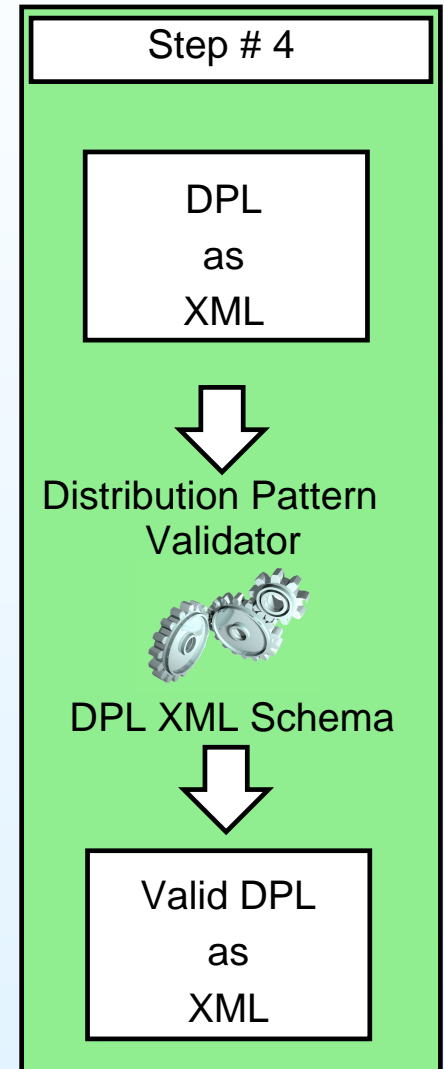 Step # 4
DPL
as
XML
Distribution Pattern
Validator
DPL XML Schema
Valid DPL
as
XML